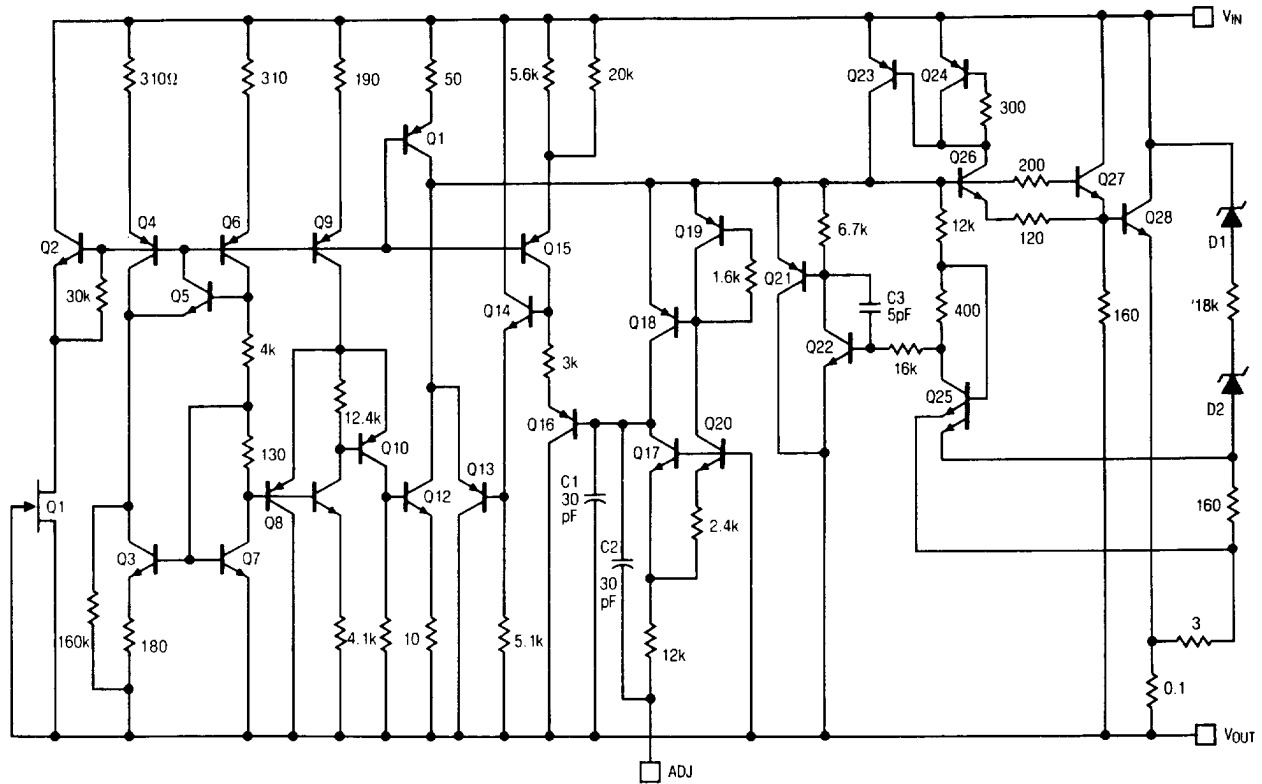 VIN
310Ω
310
190
50
5.6k
20k
Q23
Q24
300
Q1
Q26
200
Q27
Q2
Q4
Q6
Q9
Q15
Q19
6.7k
12k
120
Q28
D1
30k
Q5
Q14
1.6k
Q21
C3
5pF
400
160
18k
Q18
Q22
16k
4k
3k
Q25
D2
12.4k
Q16
Q20
Q10
130
Q13
Q17
Q1
Q8
Q12
C1
30
pF
160
2.4k
Q3
Q7
C2
30
pF
160k
180
4.1k
10
5.1k
12k
3
0.1
VOUT
ADJ